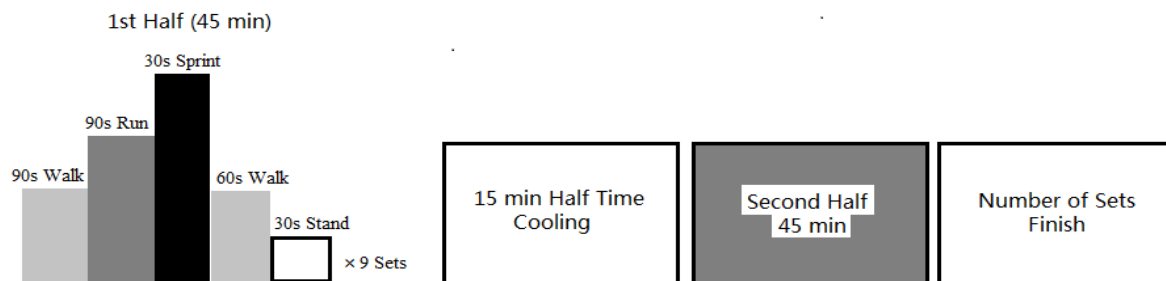 1st Half (45 min)
30s Sprint
90s Run
90s Walk
60s Walk
30s Stand
× 9 Sets
15 min Half Time
Cooling
Second Half
45 min
Number of Sets
Finish